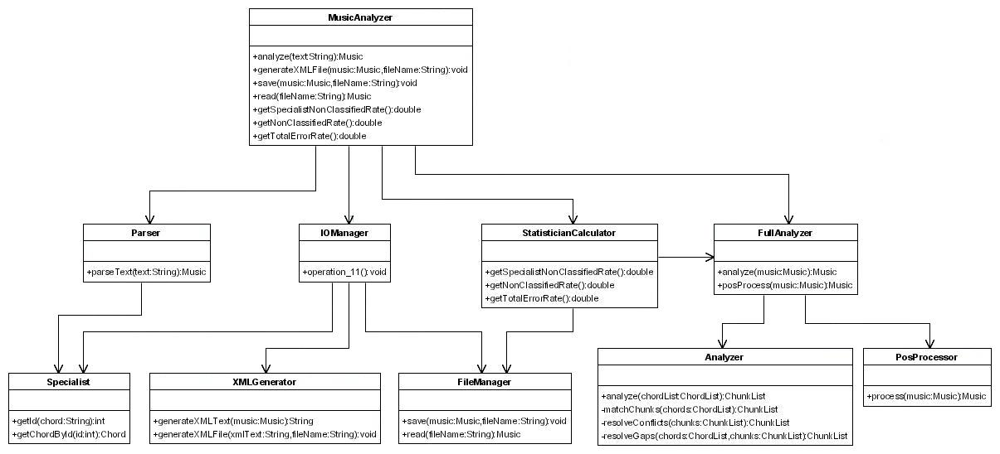 MusicAnalyzer
+analyze(text:String):Music
+generateXMLFile(music:Music,fileName:String):void
+save(music:Music,fileName:String):void
+read(fileName:String):Music
+getSpecialistNonClassifiedRate():double
+getNonClassifiedRate():double
+getTotalErrorRate():double
Parser
+parseText(text:String):Music
IOManager
+operation_11():void
StatisticianCalculator
+getSpecialistNonClassifiedRate():double
+getNonClassifiedRate():double
+getTotalErrorRate():double
FullAnalyzer
+analyze(music:Music):Music
+posProcess(music:Music):Music
Specialist
+getId(chord:String):int
+getChordById(id:int):Chord
XMLGenerator
+generateXMLText(music:Music):String
+generateXMLFile(xmlText:String,fileName:String):void
FileManager
+save(music:Music,fileName:String):void
+read(fileName:String):Music
Analyzer
+analyze(chordList:ChordList):ChunkList
-matchChunks(chords:ChordList):ChunkList
-resolveConflicts(chunks:ChunkList):ChunkList
-resolveGaps(chords:ChordList,chunks:ChunkList):ChunkList
PosProcessor
+process(music:Music):Music